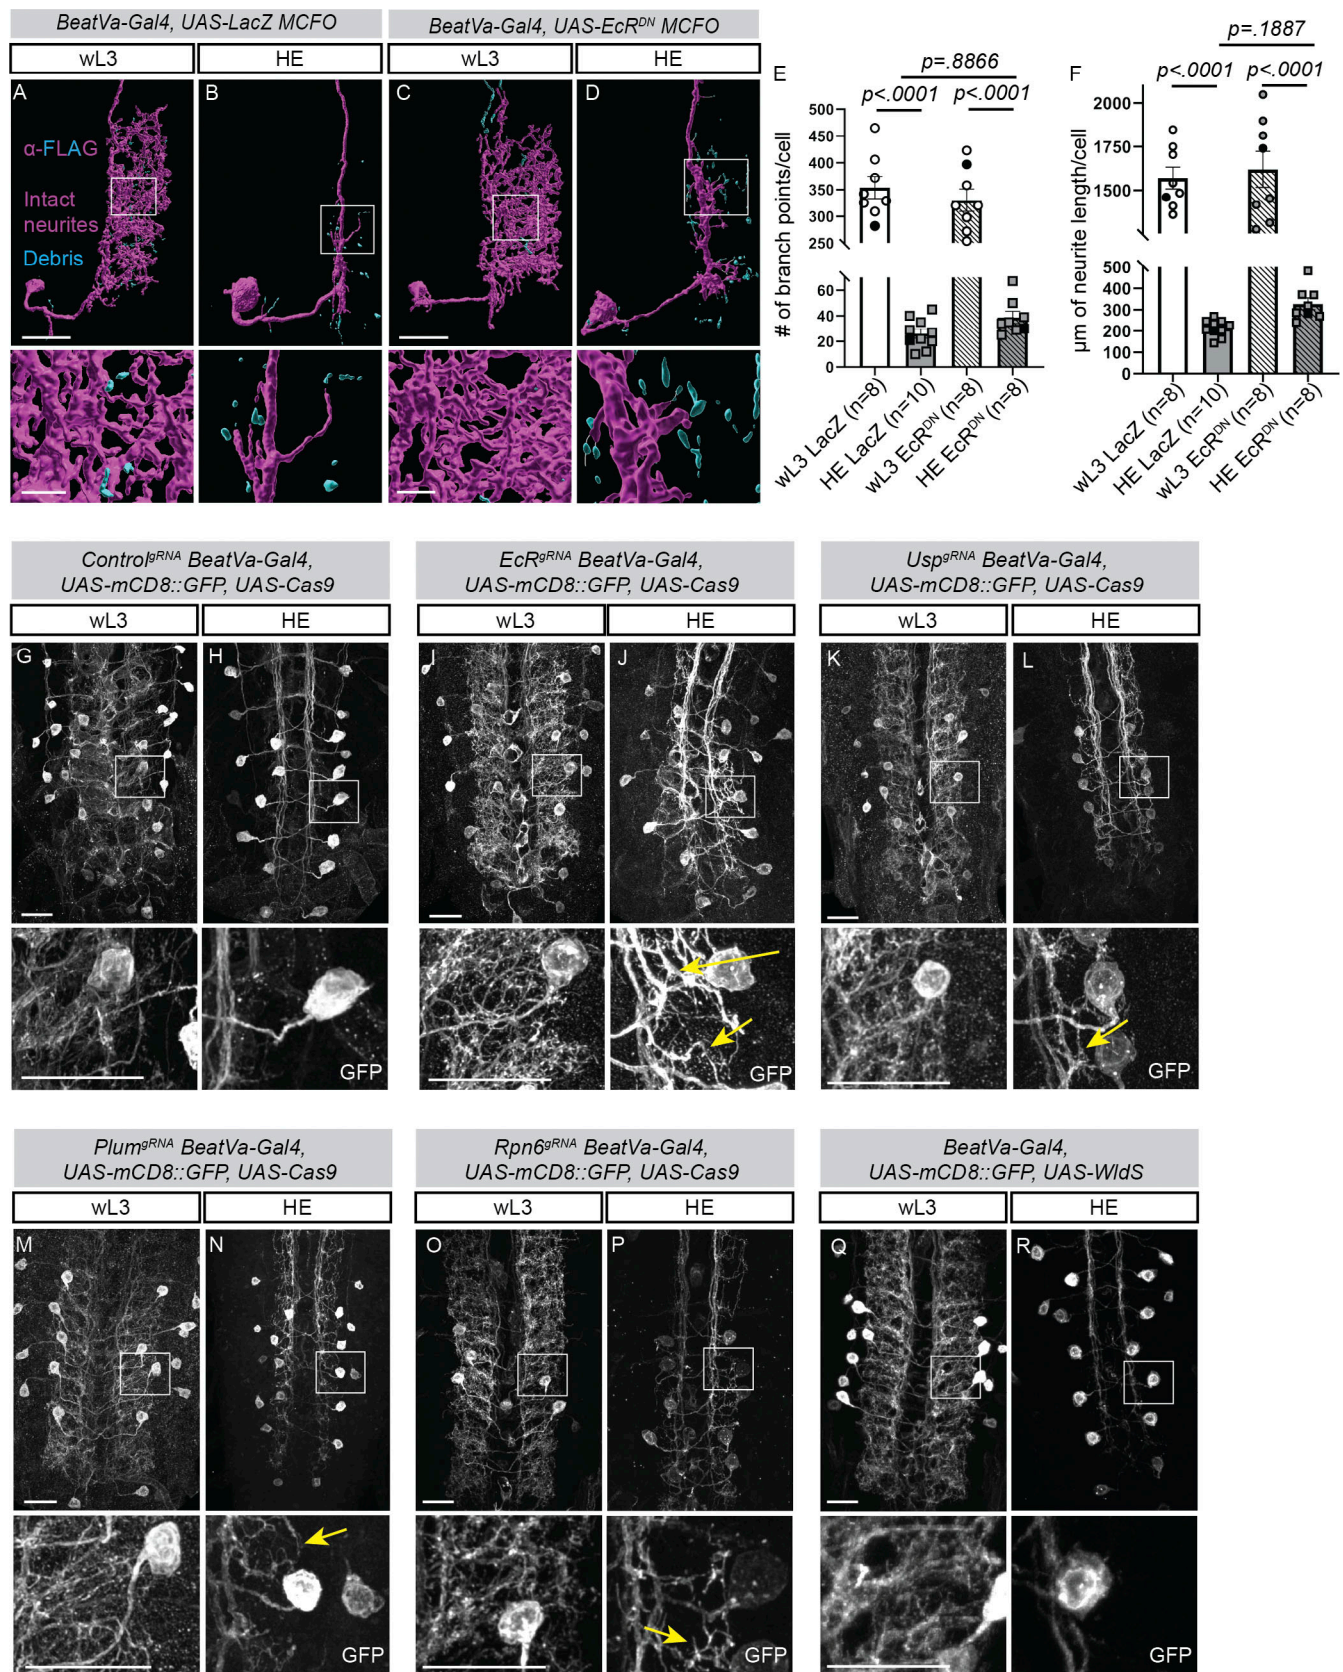 BeatVa-Gal4, UAS-LacZ MCFO
BeatVa-Gal4, UAS-EcR^DN MCFO
wL3
HE
wL3
HE
A
B
C
D
α-FLAG
Intact
neurites
Debris
E
p=.8866
p<.0001
p<.0001
# of branch points/cell
500
450
400
350
300
250
60
40
20
0
wL3 LacZ (n=8)
HE LacZ (n=10)
wL3 EcR^DN (n=8)
HE EcR^DN (n=8)
F
p=.1887
p<.0001
p<.0001
µm of neurite length/cell
2000
1750
1500
500
400
300
200
100
0
wL3 LacZ (n=8)
HE LacZ (n=10)
wL3 EcR^DN (n=8)
HE EcR^DN (n=8)
Control^gRNA BeatVa-Gal4,
UAS-mCD8::GFP, UAS-Cas9
EcR^gRNA BeatVa-Gal4,
UAS-mCD8::GFP, UAS-Cas9
Usp^gRNA BeatVa-Gal4,
UAS-mCD8::GFP, UAS-Cas9
wL3
HE
wL3
HE
wL3
HE
G
H
I
J
K
L
GFP
GFP
GFP
Plum^gRNA BeatVa-Gal4,
UAS-mCD8::GFP, UAS-Cas9
Rpn6^gRNA BeatVa-Gal4,
UAS-mCD8::GFP, UAS-Cas9
BeatVa-Gal4,
UAS-mCD8::GFP, UAS-WldS
wL3
HE
wL3
HE
wL3
HE
M
N
O
P
Q
R
GFP
GFP
GFP